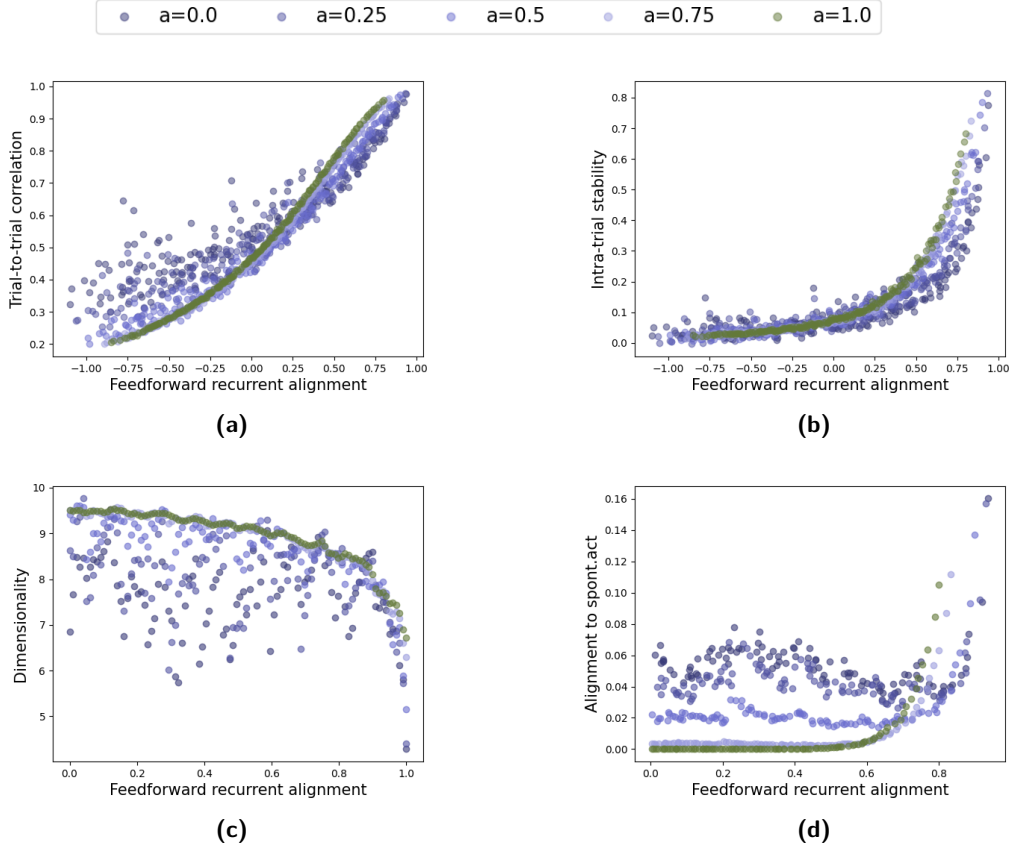 a=0.0 a=0.25 a=0.5 a=0.75 a=1.0
Trial-to-trial correlation
1.0
0.9
0.8
0.7
0.6
0.5
0.4
0.3
0.2
−1.00 −0.75 −0.50 −0.25 0.00 0.25 0.50 0.75 1.00
Feedforward recurrent alignment
(a)
Intra-trial stability
0.8
0.7
0.6
0.5
0.4
0.3
0.2
0.1
0.0
−1.00 −0.75 −0.50 −0.25 0.00 0.25 0.50 0.75 1.00
Feedforward recurrent alignment
(b)
Dimensionality
10
9
8
7
6
5
0.0 0.2 0.4 0.6 0.8 1.0
Feedforward recurrent alignment
(c)
Alignment to spont.act
0.16
0.14
0.12
0.10
0.08
0.06
0.04
0.02
0.00
0.0 0.2 0.4 0.6 0.8
Feedforward recurrent alignment
(d)